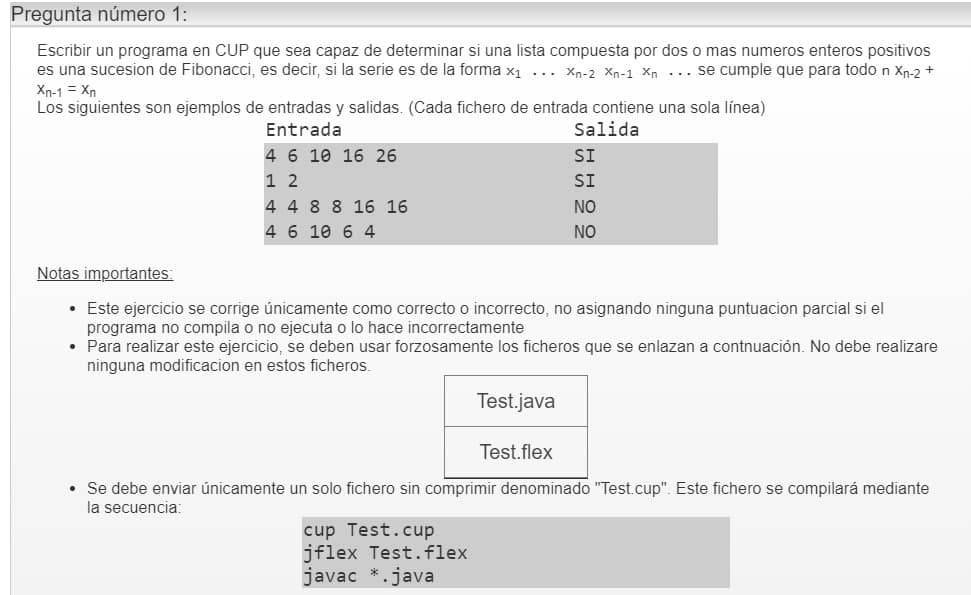 Pregunta número 1:
Escribir un programa en CUP que sea capaz de determinar si una lista compuesta por dos o mas numeros enteros positivos
es una sucesion de Fibonacci, es decir, si la serie es de la forma x1 ... xn-2 xn-1 xn ... se cumple que para todo n xn-2 +
xn-1 = xn
Los siguientes son ejemplos de entradas y salidas. (Cada fichero de entrada contiene una sola línea)
Entrada Salida
4 6 10 16 26 SI
1 2 SI
4 4 8 8 16 16 NO
4 6 10 6 4 NO
Notas importantes:
• Este ejercicio se corrige únicamente como correcto o incorrecto, no asignando ninguna puntuacion parcial si el
programa no compila o no ejecuta o lo hace incorrectamente
• Para realizar este ejercicio, se deben usar forzosamente los ficheros que se enlazan a contnuación. No debe realizare
ninguna modificacion en estos ficheros.
Test.java
Test.flex
• Se debe enviar únicamente un solo fichero sin comprimir denominado "Test.cup". Este fichero se compilará mediante
la secuencia:
cup Test.cup
jflex Test.flex
javac *.java